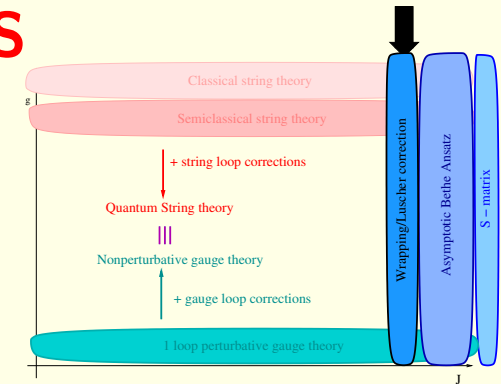 S
Classical string theory
g
Semiclassical string theory
+ string loop corrections
Quantum String theory
Nonperturbative gauge theory
+ gauge loop corrections
1 loop perturbative gauge theory
J
Wrapping/Luscher correction
Asymptotic Bethe Ansatz
S – matrix